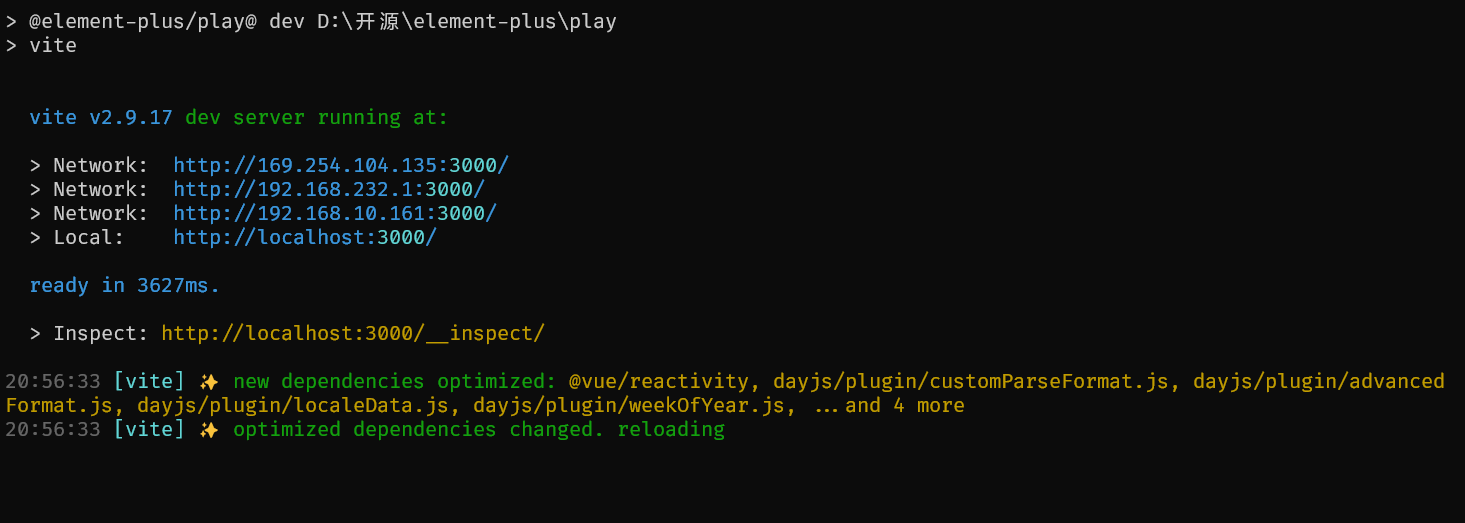 > @element-plus/play@ dev D:\开源\element-plus\play
> vite
vite v2.9.17 dev server running at:
> Network:  http://169.254.104.135:3000/
> Network:  http://192.168.232.1:3000/
> Network:  http://192.168.10.161:3000/
> Local:    http://localhost:3000/
ready in 3627ms.
> Inspect: http://localhost:3000/__inspect/
20:56:33 [vite] ✨ new dependencies optimized: @vue/reactivity, dayjs/plugin/customParseFormat.js, dayjs/plugin/advanced
Format.js, dayjs/plugin/localeData.js, dayjs/plugin/weekOfYear.js, ...and 4 more
20:56:33 [vite] ✨ optimized dependencies changed. reloading